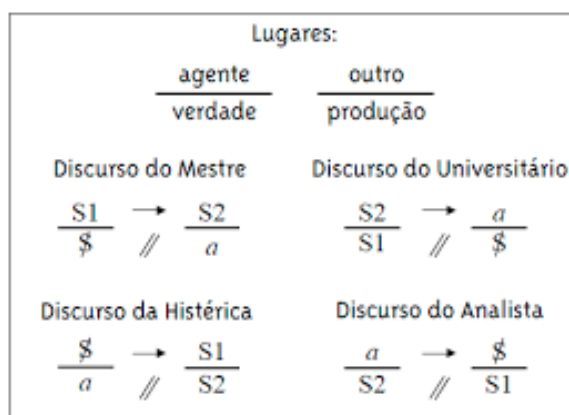 Lugares:
agente outro
verdade produção
Discurso do Mestre Discurso do Universitário
S1 → S2 S2 → a
$ // a S1 // $
Discurso da Histérica Discurso do Analista
$ → S1 a → $
a // S2 S2 // S1